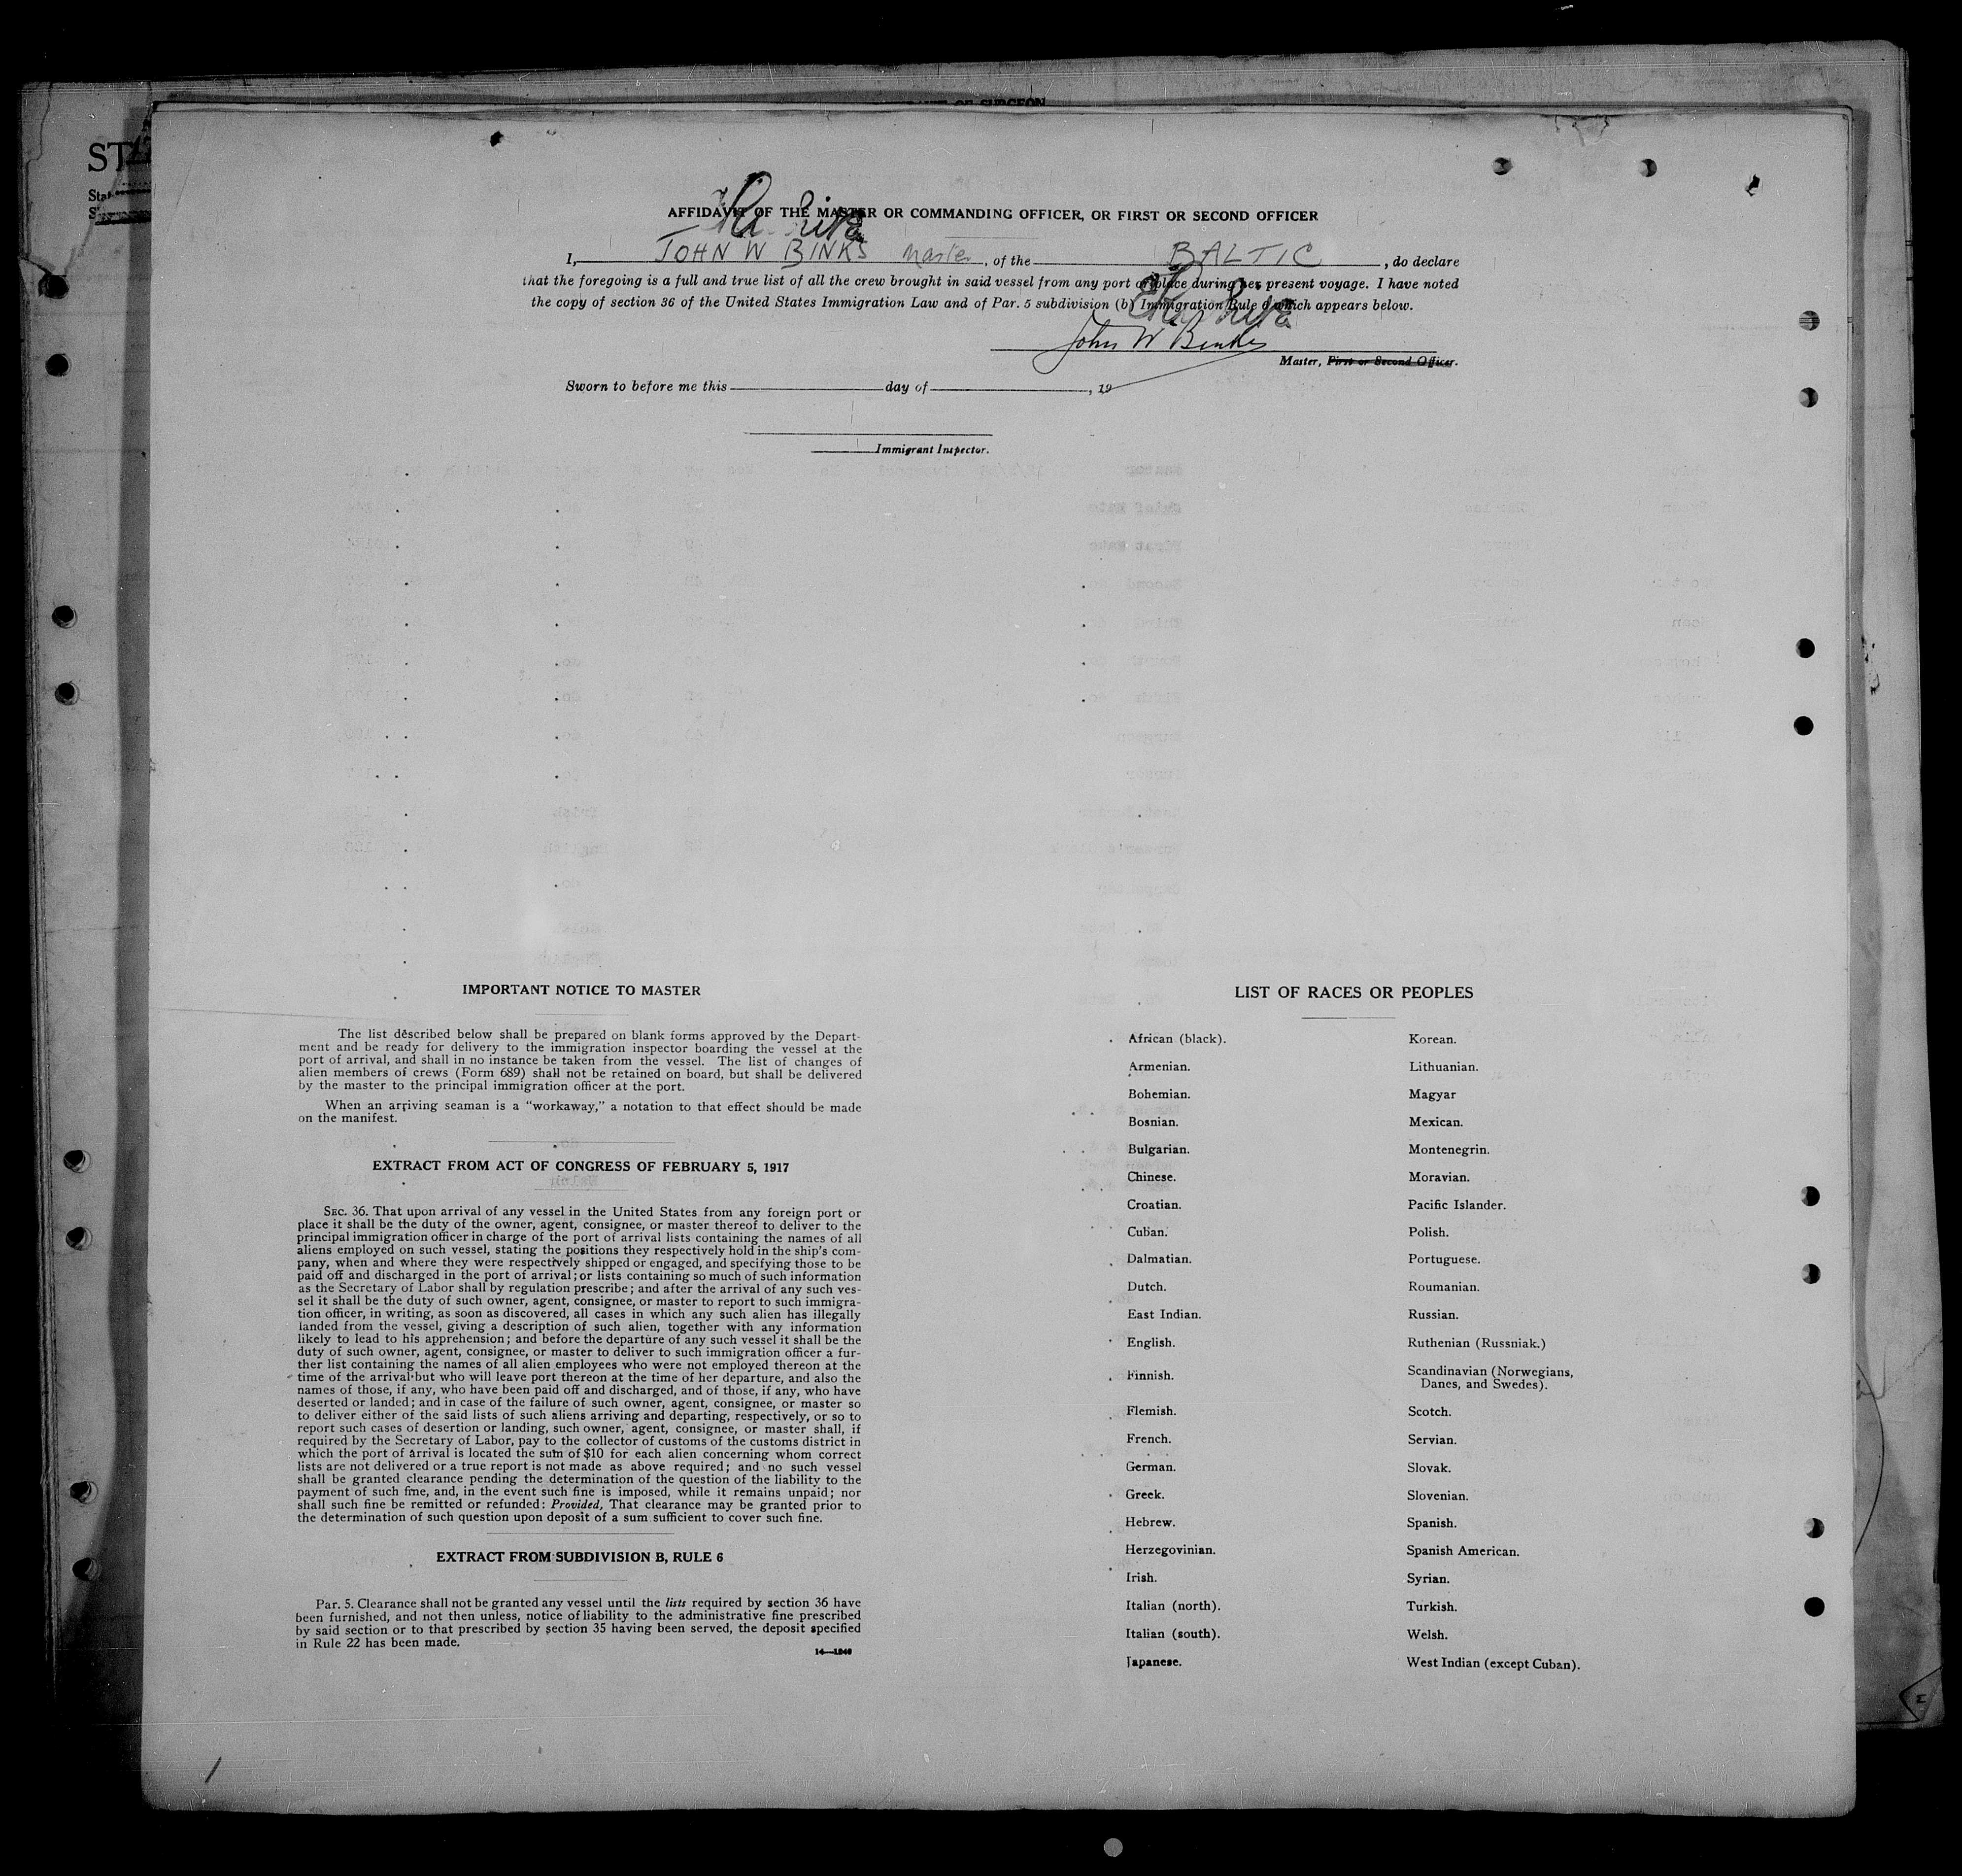 ST
AFFIDAVIT OF THE MASTER OR COMMANDING OFFICER, OR FIRST OR SECOND OFFICER
I, JOHN W BINKS Master, of the BALTIC, do declare
that the foregoing is a full and true list of all the crew brought in said vessel from any port or place during her present voyage. I have noted
the copy of section 36 of the United States Immigration Law and of Par. 5 subdivision (b) Immigration Rule 6 which appears below.
John W Binks
Master, First or Second Officer.
Sworn to before me this day of , 19
Immigrant Inspector.
IMPORTANT NOTICE TO MASTER
The list described below shall be prepared on blank forms approved by the Depart-
ment and be ready for delivery to the immigration inspector boarding the vessel at the
port of arrival, and shall in no instance be taken from the vessel. The list of changes of
alien members of crews (Form 689) shall not be retained on board, but shall be delivered
by the master to the principal immigration officer at the port.
When an arriving seaman is a "workaway," a notation to that effect should be made
on the manifest.
EXTRACT FROM ACT OF CONGRESS OF FEBRUARY 5, 1917
SEC. 36. That upon arrival of any vessel in the United States from any foreign port or
place it shall be the duty of the owner, agent, consignee, or master thereof to deliver to the
principal immigration officer in charge of the port of arrival lists containing the names of all
aliens employed on such vessel, stating the positions they respectively hold in the ship's com-
pany, when and where they were respectively shipped or engaged, and specifying those to be
paid off and discharged in the port of arrival; or lists containing so much of such information
as the Secretary of Labor shall by regulation prescribe; and after the arrival of any such ves-
sel it shall be the duty of such owner, agent, consignee, or master to report to such immigra-
tion officer, in writing, as soon as discovered, all cases in which any such alien has illegally
landed from the vessel, giving a description of such alien, together with any information
likely to lead to his apprehension; and before the departure of any such vessel it shall be the
duty of such owner, agent, consignee, or master to deliver to such immigration officer a fur-
ther list containing the names of all alien employees who were not employed thereon at the
time of the arrival but who will leave port thereon at the time of her departure, and also the
names of those, if any, who have been paid off and discharged, and of those, if any, who have
deserted or landed; and in case of the failure of such owner, agent, consignee, or master so
to deliver either of the said lists of such aliens arriving and departing, respectively, or so to
report such cases of desertion or landing, such owner, agent, consignee, or master shall, if
required by the Secretary of Labor, pay to the collector of customs of the customs district in
which the port of arrival is located the sum of $10 for each alien concerning whom correct
lists are not delivered or a true report is not made as above required; and no such vessel
shall be granted clearance pending the determination of the question of the liability to the
payment of such fine, and, in the event such fine is imposed, while it remains unpaid; nor
shall such fine be remitted or refunded: Provided, That clearance may be granted prior to
the determination of such question upon deposit of a sum sufficient to cover such fine.
EXTRACT FROM SUBDIVISION B, RULE 6
Par. 5. Clearance shall not be granted any vessel until the lists required by section 36 have
been furnished, and not then unless, notice of liability to the administrative fine prescribed
by said section or to that prescribed by section 35 having been served, the deposit specified
in Rule 22 has been made.
14—1240
LIST OF RACES OR PEOPLES
African (black).
Armenian.
Bohemian.
Bosnian.
Bulgarian.
Chinese.
Croatian.
Cuban.
Dalmatian.
Dutch.
East Indian.
English.
Finnish.
Flemish.
French.
German.
Greek.
Hebrew.
Herzegovinian.
Irish.
Italian (north).
Italian (south).
Japanese.
Korean.
Lithuanian.
Magyar
Mexican.
Montenegrin.
Moravian.
Pacific Islander.
Polish.
Portuguese.
Roumanian.
Russian.
Ruthenian (Russniak.)
Scandinavian (Norwegians,
Danes, and Swedes).
Scotch.
Servian.
Slovak.
Slovenian.
Spanish.
Spanish American.
Syrian.
Turkish.
Welsh.
West Indian (except Cuban).